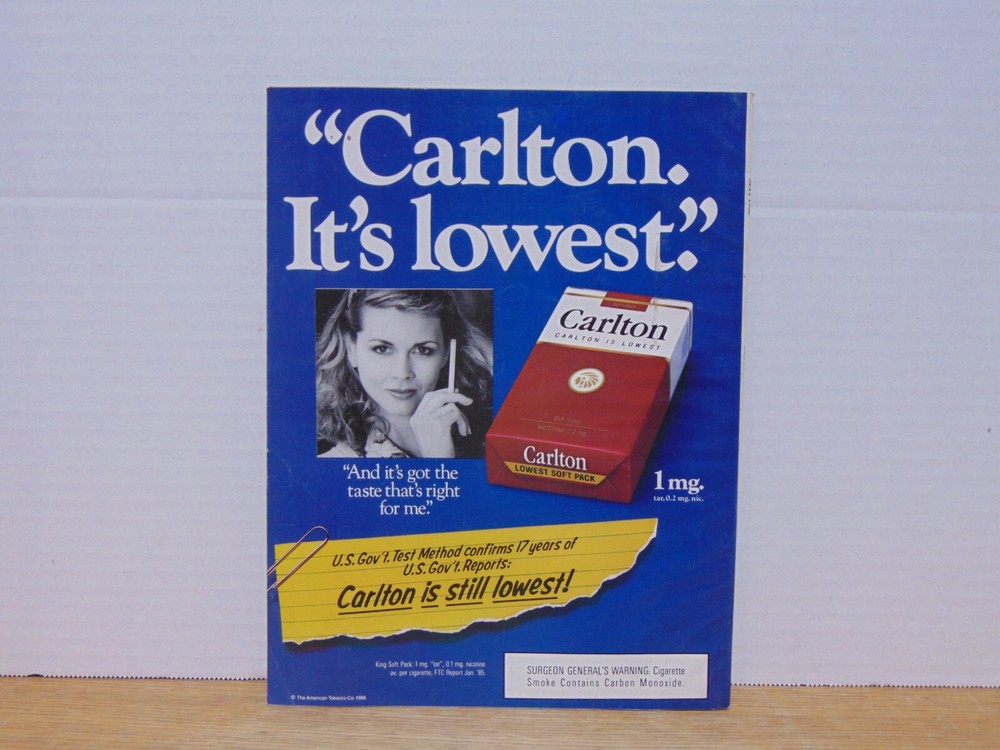 “Carlton.
It’s lowest.”
Carlton
CARLTON IS LOWEST
Carlton
LOWEST SOFT PACK
“And it’s got the
taste that’s right
for me.”
1 mg.
tar, 0.2 mg. nic.
U.S. Gov’t. Test Method confirms 17 years of
U.S. Gov’t. Reports:
Carlton is still lowest!
King Soft Pack: 1 mg. “tar”, 0.1 mg. nicotine
av. per cigarette, FTC Report Jan. ’85.
SURGEON GENERAL’S WARNING: Cigarette
Smoke Contains Carbon Monoxide.
© The American Tobacco Co 1986